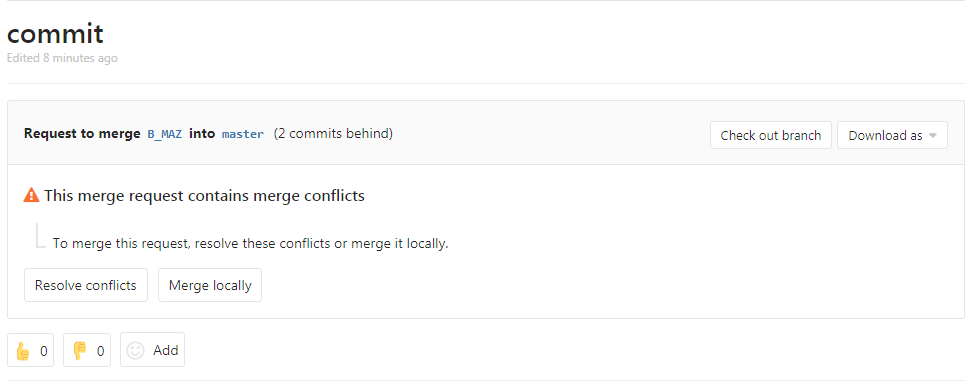 commit
Edited 8 minutes ago
Request to merge B_MAZ into master (2 commits behind)
Check out branch
Download as
This merge request contains merge conflicts
To merge this request, resolve these conflicts or merge it locally.
Resolve conflicts
Merge locally
0
0
Add